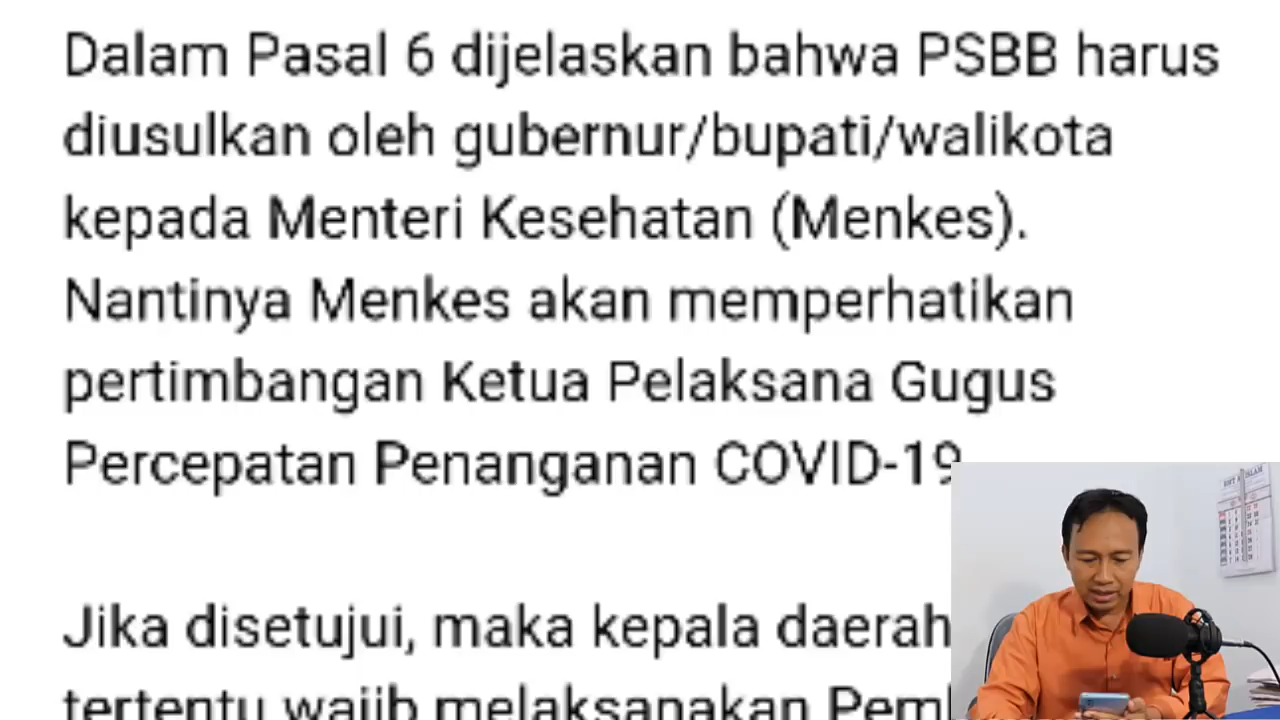 Dalam Pasal 6 dijelaskan bahwa PSBB harus
diusulkan oleh gubernur/bupati/walikota
kepada Menteri Kesehatan (Menkes).
Nantinya Menkes akan memperhatikan
pertimbangan Ketua Pelaksana Gugus
Percepatan Penanganan COVID-19
Jika disetujui, maka kepala daerah
tertentu wajib melaksanakan